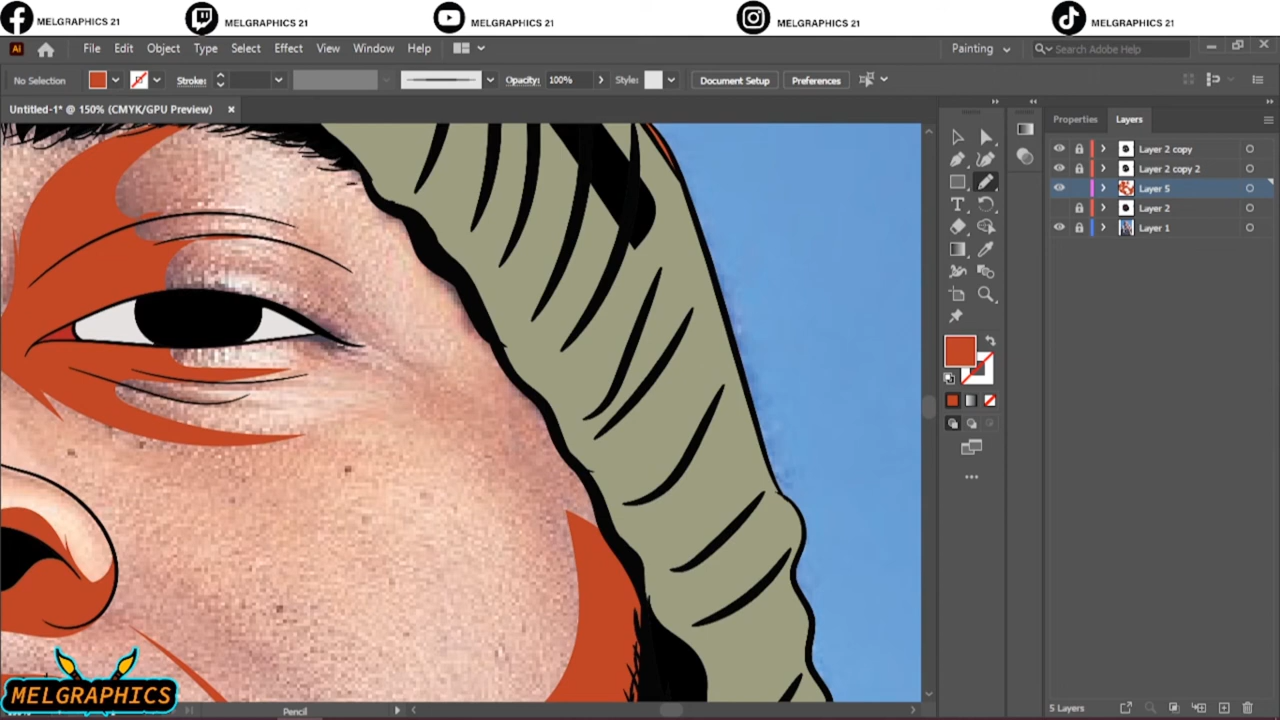 MELGRAPHICS 21 MELGRAPHICS 21 MELGRAPHICS 21 MELGRAPHICS 21 MELGRAPHICS 21
Ai File Edit Object Type Select Effect View Window Help Painting Search Adobe Help
No Selection Stroke: Opacity: 100% Style: Document Setup Preferences
Untitled-1* @ 150% (CMYK/GPU Preview)
Properties Layers
Layer 2 copy
Layer 2 copy 2
Layer 5
Layer 2
Layer 1
MELGRAPHICS
Pencil
5 Layers